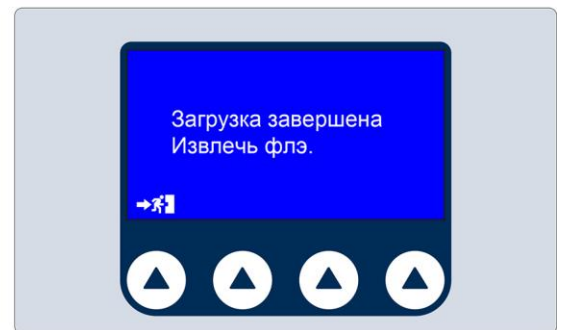 Загрузка завершена
Извлечь флэ.